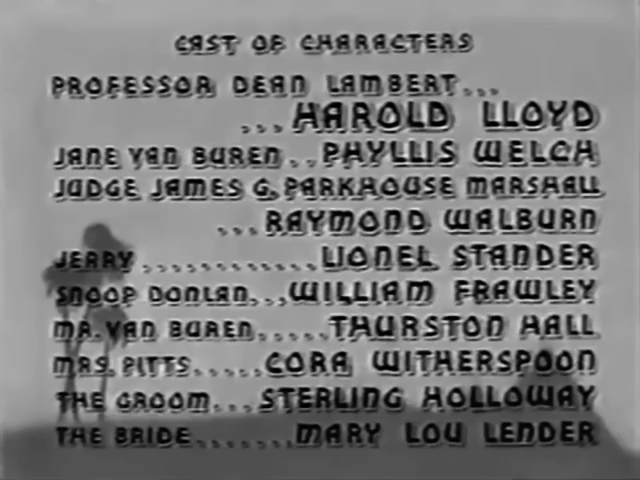 CAST OF CHARACTERS
PROFESSOR DEAN LAMBERT...
...HAROLD LLOYD
JANE VAN BUREN..PHYLLIS WELCH
JUDGE JAMES G. PARKHOUSE MARSHALL
...RAYMOND WALBURN
JERRY............LIONEL STANDER
SNOOP DONLAN...WILLIAM FRAWLEY
MR. VAN BUREN.....THURSTON HALL
MRS. PITTS.....CORA WITHERSPOON
THE GROOM...STERLING HOLLOWAY
THE BRIDE.......MARY LOU LENDER